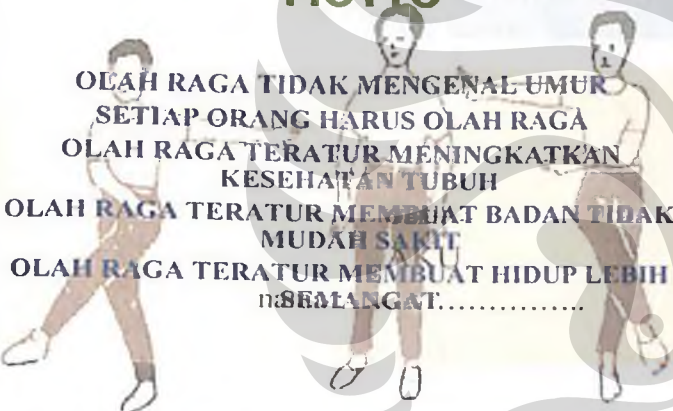 OLAH RAGA TIDAK MENGENAL UMUR
SETIAP ORANG HARUS OLAH RAGA
OLAH RAGA TERATUR MENINGKATKAN
KESEHATAN TUBUH
OLAH RAGA TERATUR MEMBUAT BADAN TIDAK
MUDAH SAKIT
OLAH RAGA TERATUR MEMBUAT HIDUP LEBIH
SEMANGAT...............